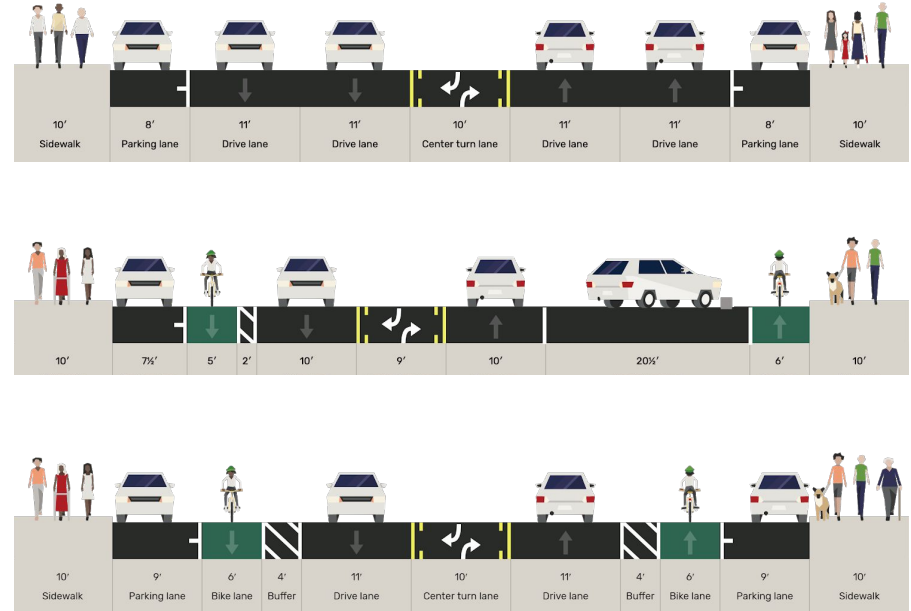 10′ 8′ 11′ 11′ 10′ 11′ 11′ 8′ 10′
Sidewalk Parking lane Drive lane Drive lane Center turn lane Drive lane Drive lane Parking lane Sidewalk
10′ 7½′ 5′ 2′ 10′ 9′ 10′ 20½′ 6′ 10′
10′ 9′ 6′ 4′ 11′ 10′ 11′ 4′ 6′ 9′ 10′
Sidewalk Parking lane Bike lane Buffer Drive lane Center turn lane Drive lane Buffer Bike lane Parking lane Sidewalk